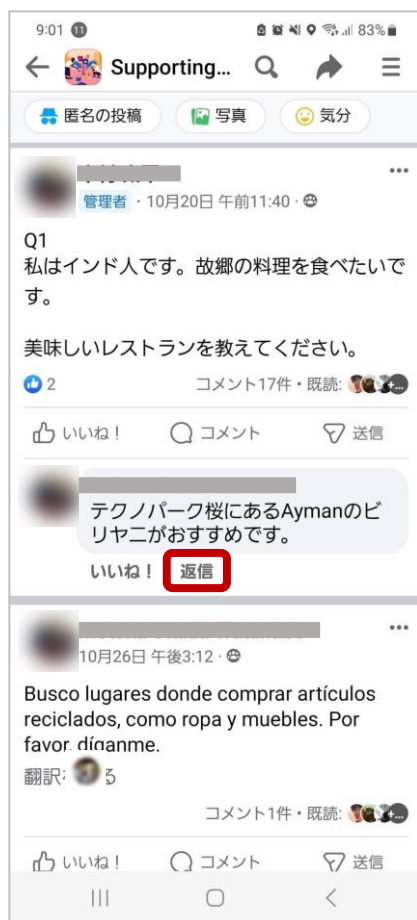 9:01 11 83%
Supporting...
匿名の投稿 写真 気分
管理者・10月20日 午前11:40・
Q1
私はインド人です。故郷の料理を食べたいで
す。
美味しいレストランを教えてください。
2 コメント17件・既読:
いいね! コメント 送信
テクノパーク桜にあるAymanのビ
リヤニがおすすめです。
いいね! 返信
10月26日 午後3:12・
Busco lugares donde comprar artículos
reciclados, como ropa y muebles. Por
favor, díganme.
翻訳 る
コメント1件・既読:
いいね! コメント 送信